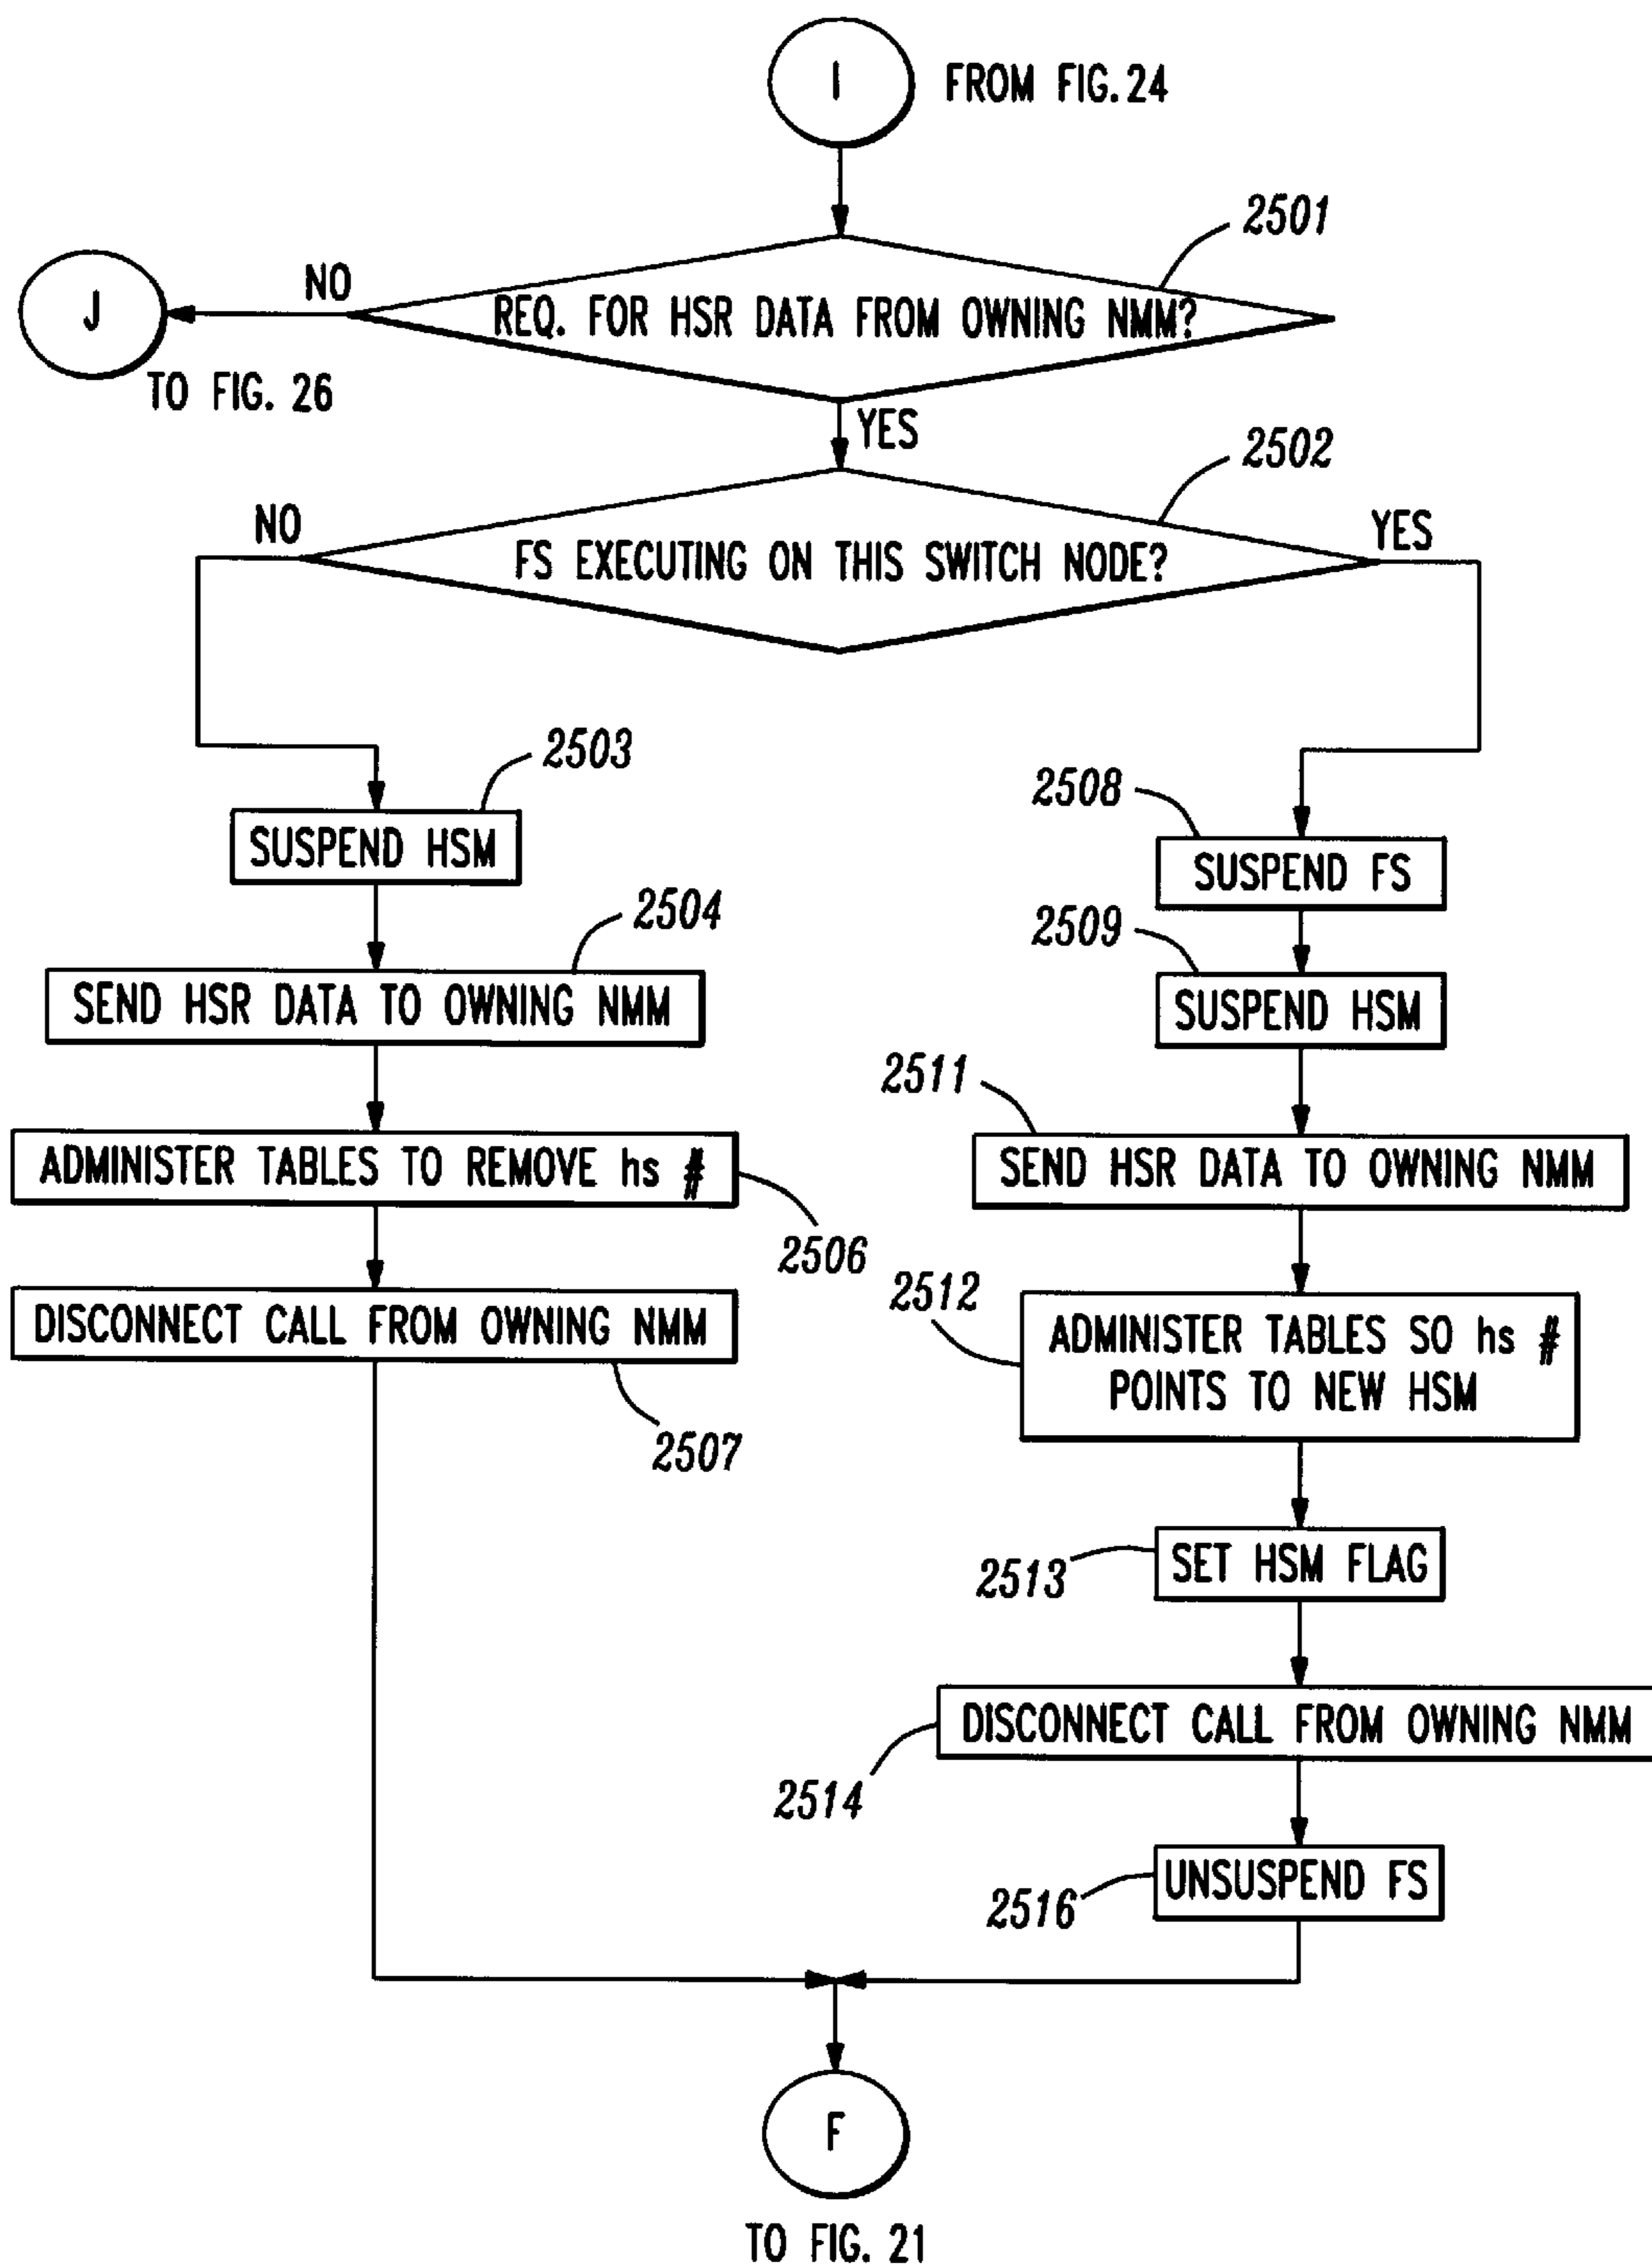 I FROM FIG. 24
2501
NO
REQ. FOR HSR DATA FROM OWNING NMM?
J
TO FIG. 26
YES
2502
NO
YES
FS EXECUTING ON THIS SWITCH NODE?
2503
SUSPEND HSM
2504
SEND HSR DATA TO OWNING NMM
ADMINISTER TABLES TO REMOVE hs #
2506
DISCONNECT CALL FROM OWNING NMM
2507
2508
SUSPEND FS
2509
SUSPEND HSM
2511
SEND HSR DATA TO OWNING NMM
2512
ADMINISTER TABLES SO hs #
POINTS TO NEW HSM
2513
SET HSM FLAG
DISCONNECT CALL FROM OWNING NMM
2514
UNSUSPEND FS
2516
F
TO FIG. 21